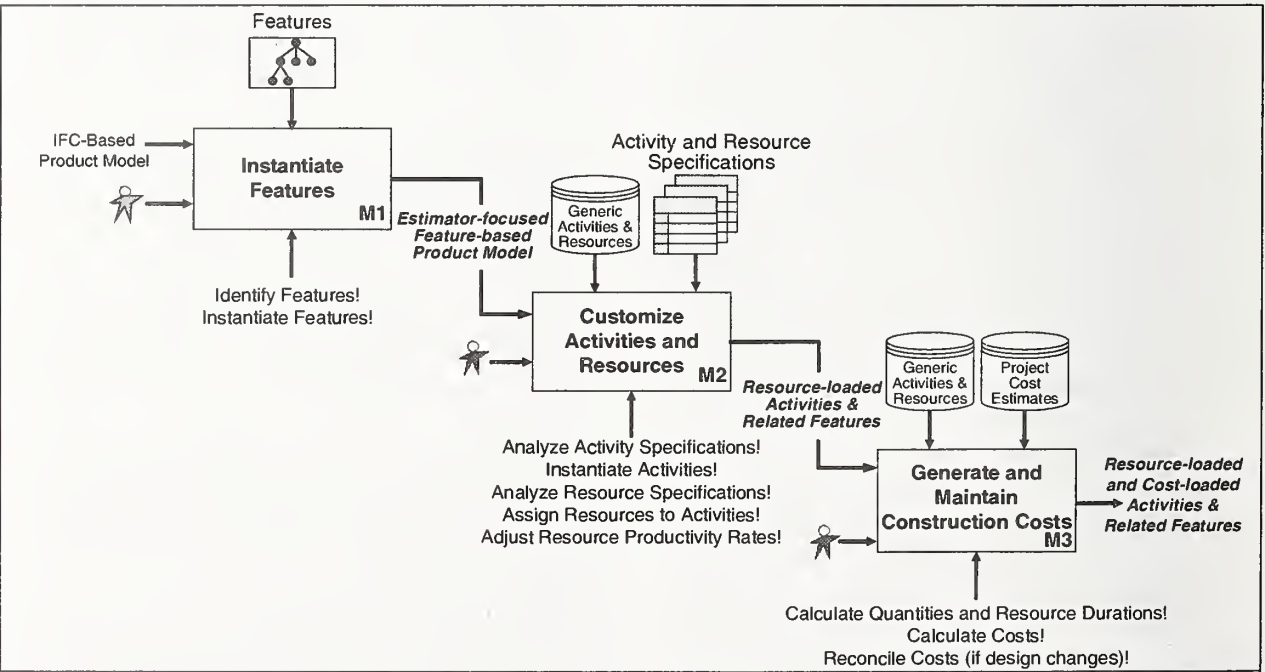 Features
IFC-Based
Product Model
Instantiate
Features
M1
Identify Features!
Instantiate Features!
Estimator-focused
Feature-based
Product Model
Generic
Activities &
Resources
Activity and Resource
Specifications
Customize
Activities and
Resources
M2
Analyze Activity Specifications!
Instantiate Activities!
Analyze Resource Specifications!
Assign Resources to Activities!
Adjust Resource Productivity Rates!
Resource-loaded
Activities &
Related Features
Generic
Activities &
Resources
Project
Cost
Estimates
Generate and
Maintain
Construction Costs
M3
Resource-loaded
and Cost-loaded
Activities &
Related Features
Calculate Quantities and Resource Durations!
Calculate Costs!
Reconcile Costs (if design changes)!